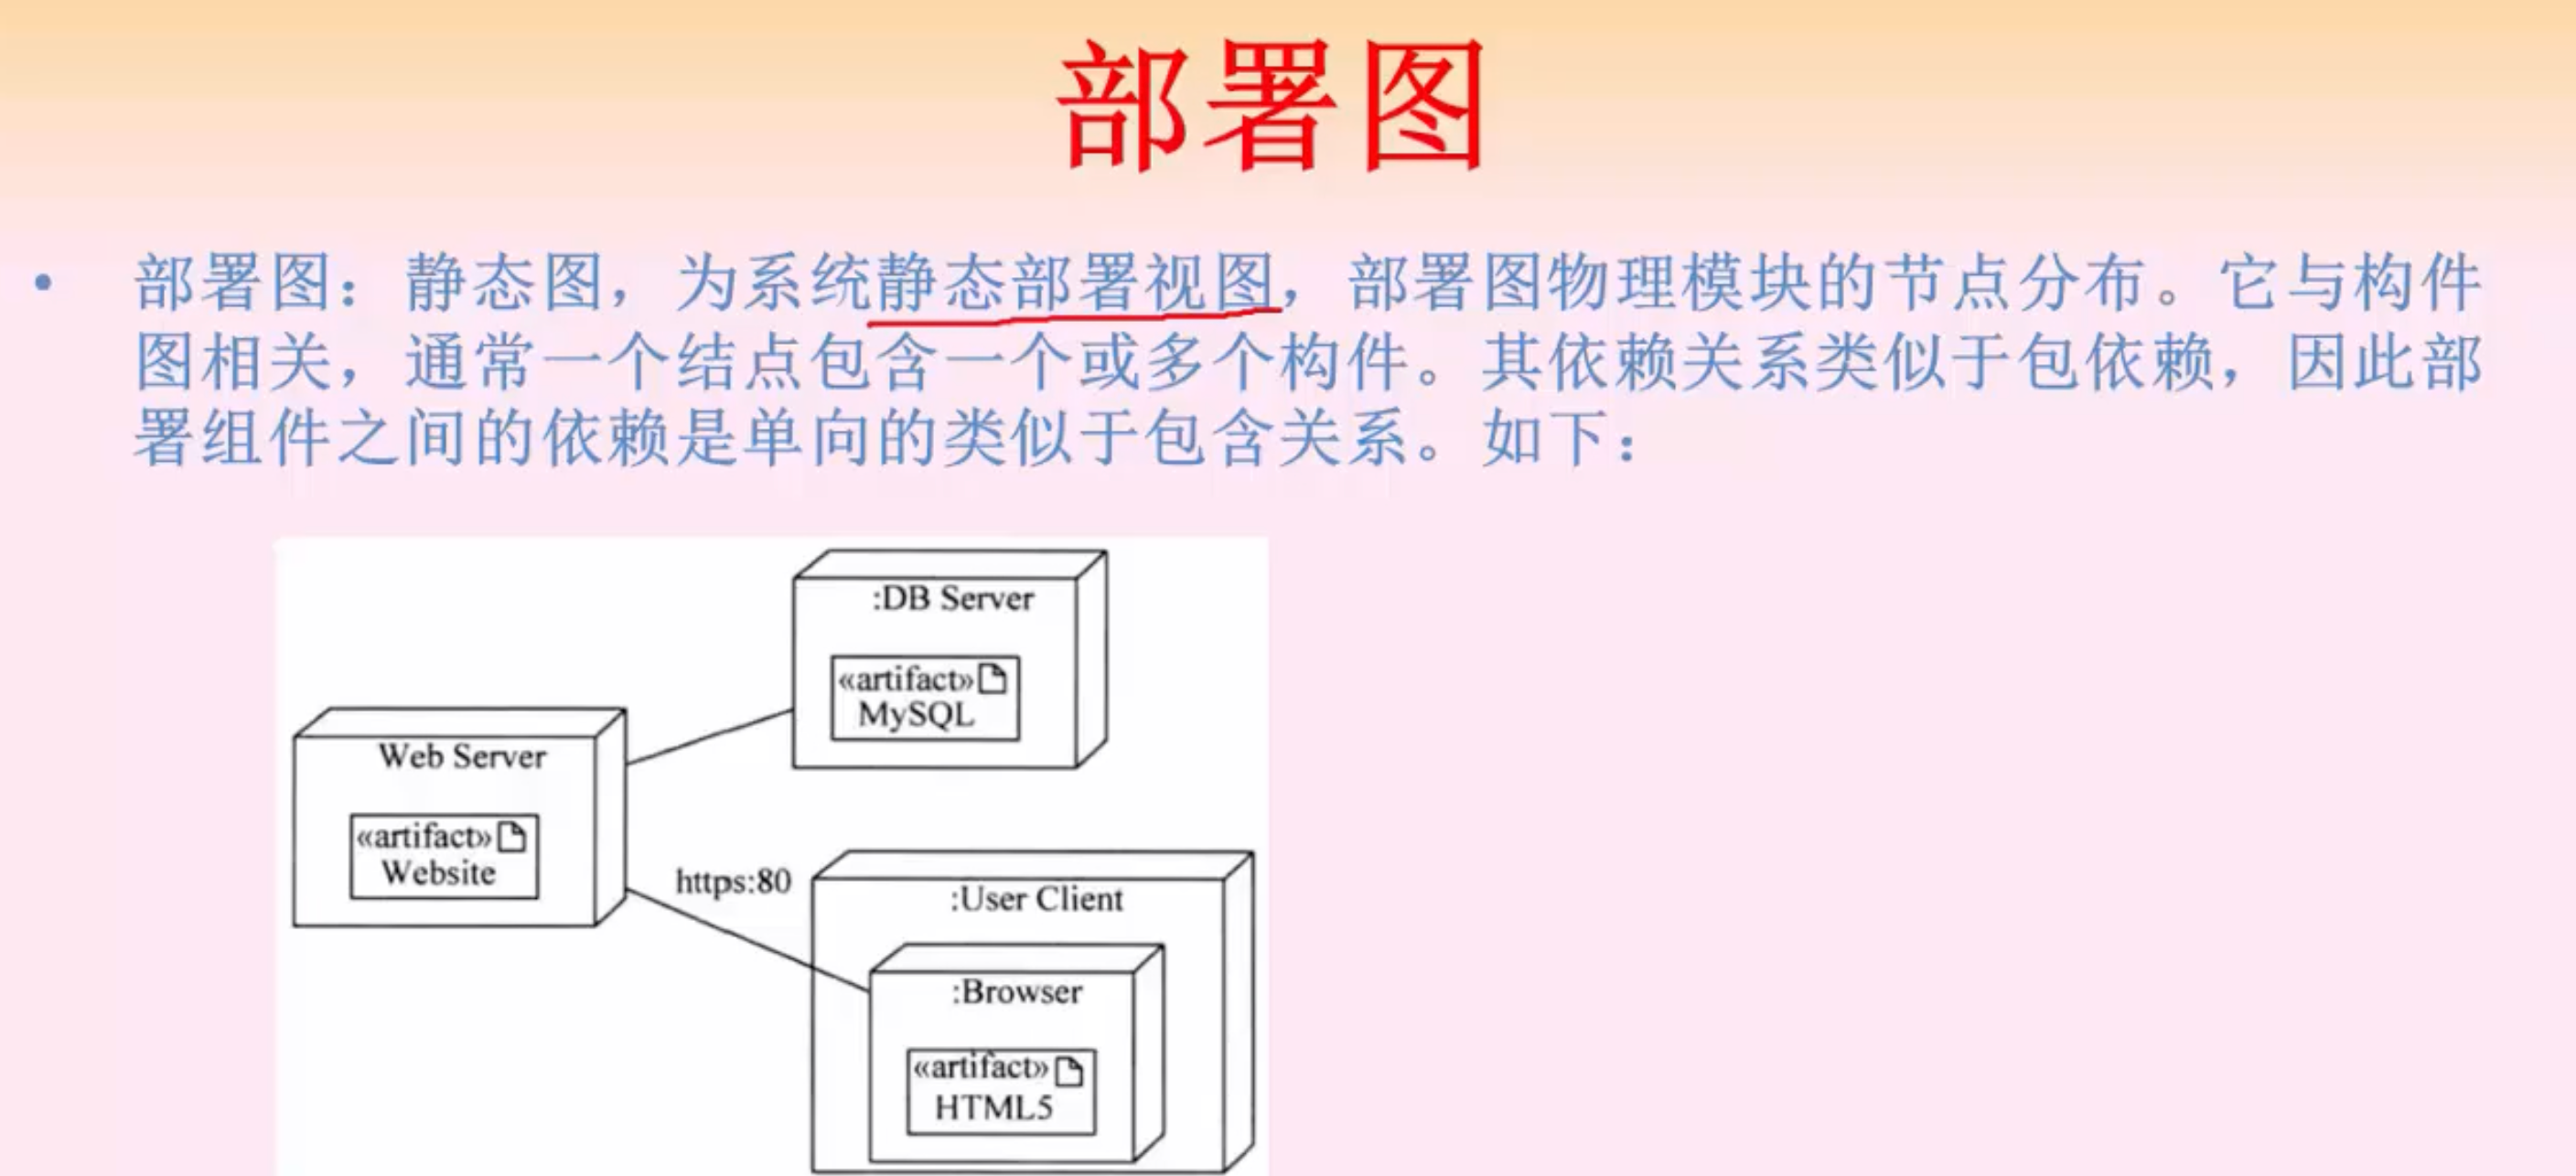 部署图
• 部署图：静态图，为系统静态部署视图，部署图物理模块的节点分布。它与构件
图相关，通常一个结点包含一个或多个构件。其依赖关系类似于包依赖，因此部
署组件之间的依赖是单向的类似于包含关系。如下：
:DB Server
«artifact»
MySQL
Web Server
«artifact»
Website
https:80
:User Client
:Browser
«artifact»
HTML5